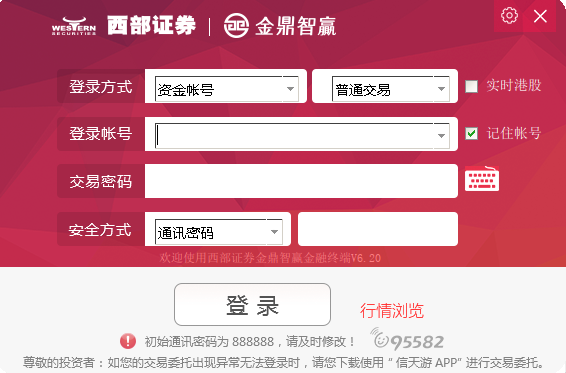 WESTERN SECURITIES 西部证券 金鼎智赢
登录方式 资金帐号 普通交易 实时港股
登录帐号 记住帐号
交易密码
安全方式 通讯密码
欢迎使用西部证券金鼎智赢金融终端V6.20
登 录 行情浏览
初始通讯密码为 888888，请及时修改！ 95582
尊敬的投资者：如您的交易委托出现异常无法登录时，请您下载使用“信天游 APP”进行交易委托。